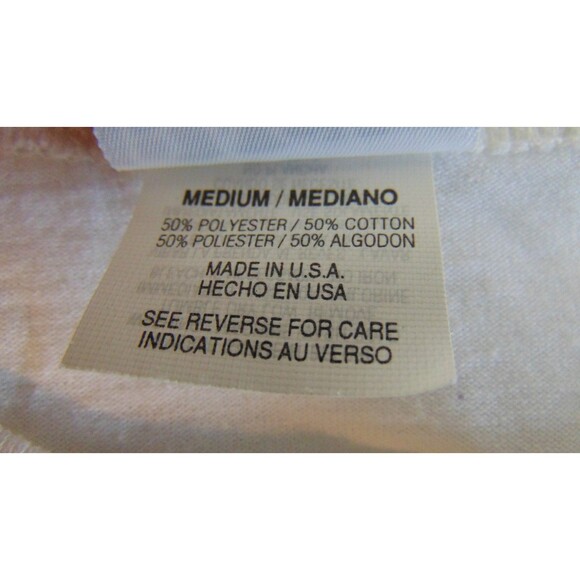 MEDIUM / MEDIANO
50% POLYESTER / 50% COTTON
50% POLIESTER / 50% ALGODON
MADE IN U.S.A.
HECHO EN USA
SEE REVERSE FOR CARE
INDICATIONS AU VERSO